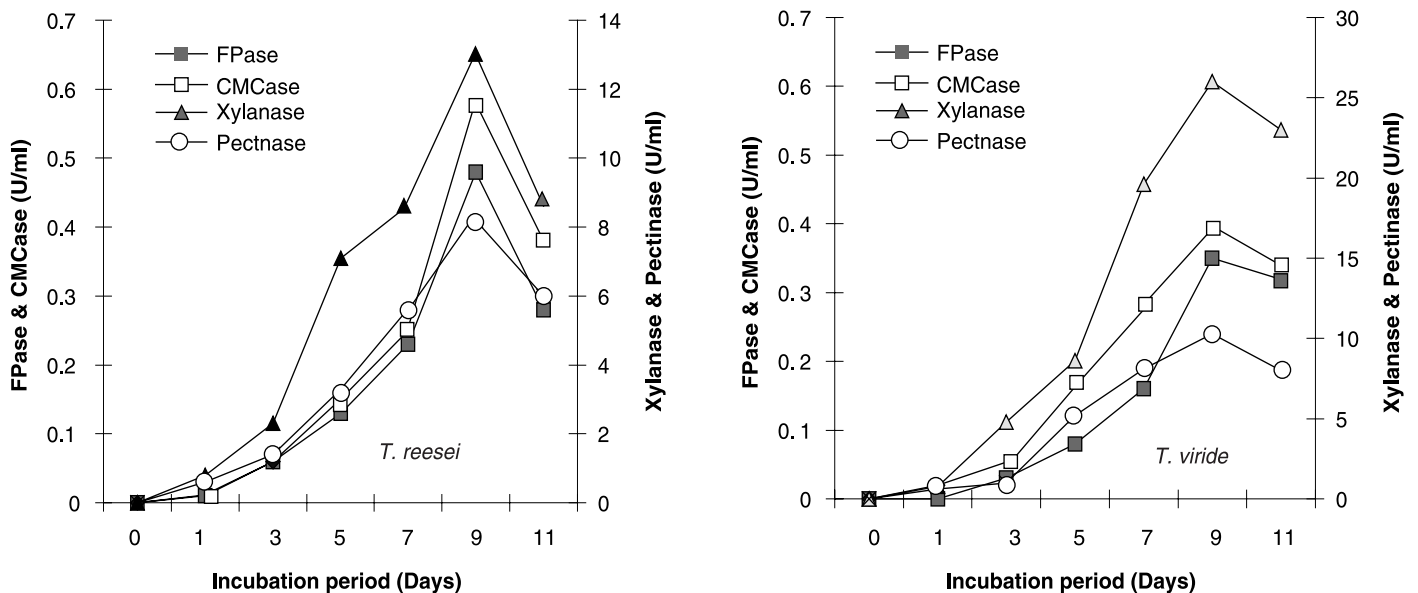 0.7
0.6
0.5
0.4
0.3
0.2
0.1
0
FPase & CMCase (U/ml)
FPase
CMCase
Xylanase
Pectnase
T. reesei
14
12
10
8
6
4
2
0
Xylanase & Pectinase (U/ml)
0 1 3 5 7 9 11
Incubation period (Days)
0. 7
0.6
0.5
0.4
0.3
0.2
0.1
0
FPase & CMCase (U/ml)
FPase
CMCase
Xylanase
Pectnase
T. viride
30
25
20
15
10
5
0
Xylanase & Pectinase (U/ml)
0 1 3 5 7 9 11
Incubation period (Days)